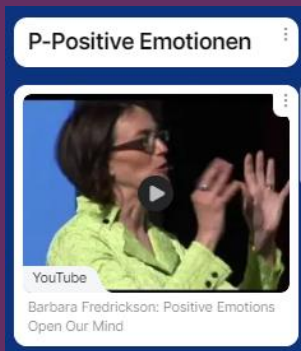 P-Positive Emotionen
YouTube
Barbara Fredrickson: Positive Emotions
Open Our Mind